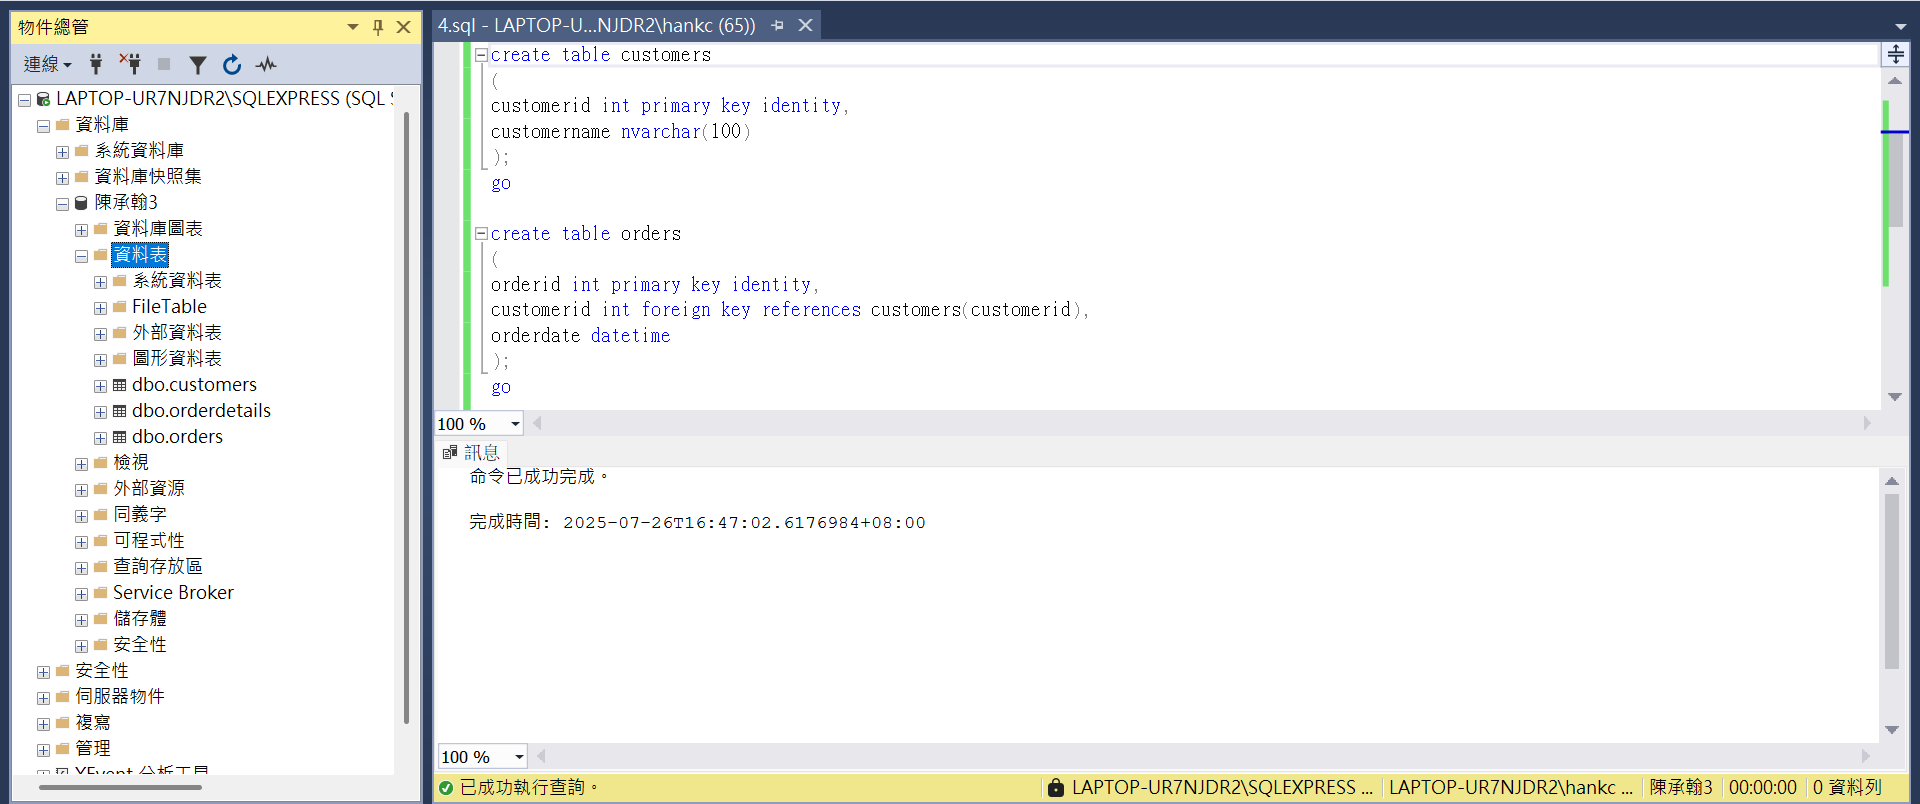 物件總管
連線
LAPTOP-UR7NJDR2\SQLEXPRESS (SQL S
資料庫
系統資料庫
資料庫快照集
陳承翰3
資料庫圖表
資料表
系統資料表
FileTable
外部資料表
圖形資料表
dbo.customers
dbo.orderdetails
dbo.orders
檢視
外部資源
同義字
可程式性
查詢存放區
Service Broker
儲存體
安全性
安全性
伺服器物件
複寫
管理
XEvent 分析工具
4.sql - LAPTOP-U...NJDR2\hankc (65))
create table customers
(
customerid int primary key identity,
customername nvarchar(100)
);
go
create table orders
(
orderid int primary key identity,
customerid int foreign key references customers(customerid),
orderdate datetime
);
go
100 %
訊息
命令已成功完成。
完成時間: 2025-07-26T16:47:02.6176984+08:00
100 %
已成功執行查詢。
LAPTOP-UR7NJDR2\SQLEXPRESS ...
LAPTOP-UR7NJDR2\hankc ...
陳承翰3
00:00:00
0 資料列